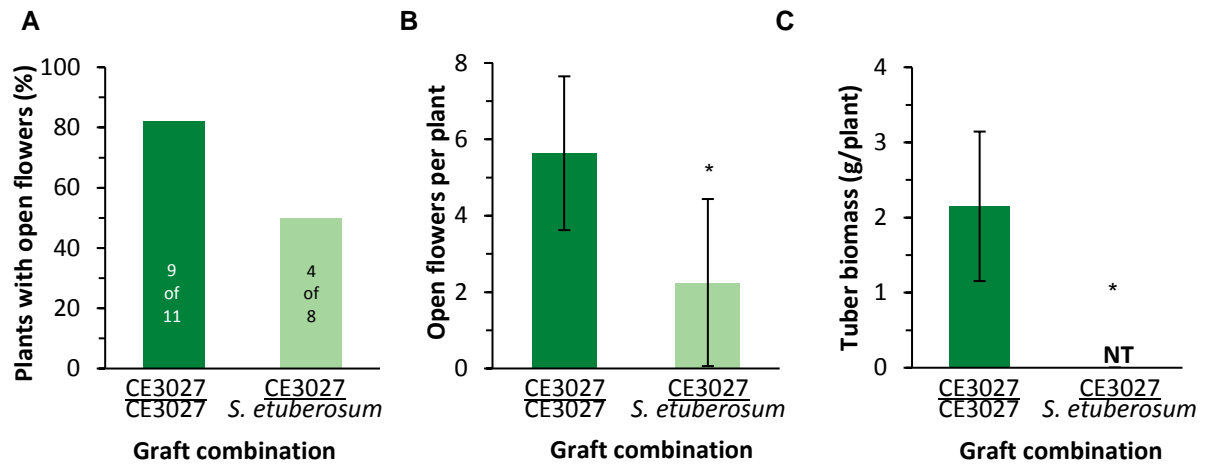 A
Plants with open flowers (%)
100
80
60
40
20
0
9
of
11
4
of
8
CE3027
CE3027
CE3027
S. etuberosum
Graft combination
B
Open flowers per plant
8
6
4
2
0
*
CE3027
CE3027
CE3027
S. etuberosum
Graft combination
C
Tuber biomass (g/plant)
4
3
2
1
0
*
NT
CE3027
CE3027
CE3027
S. etuberosum
Graft combination